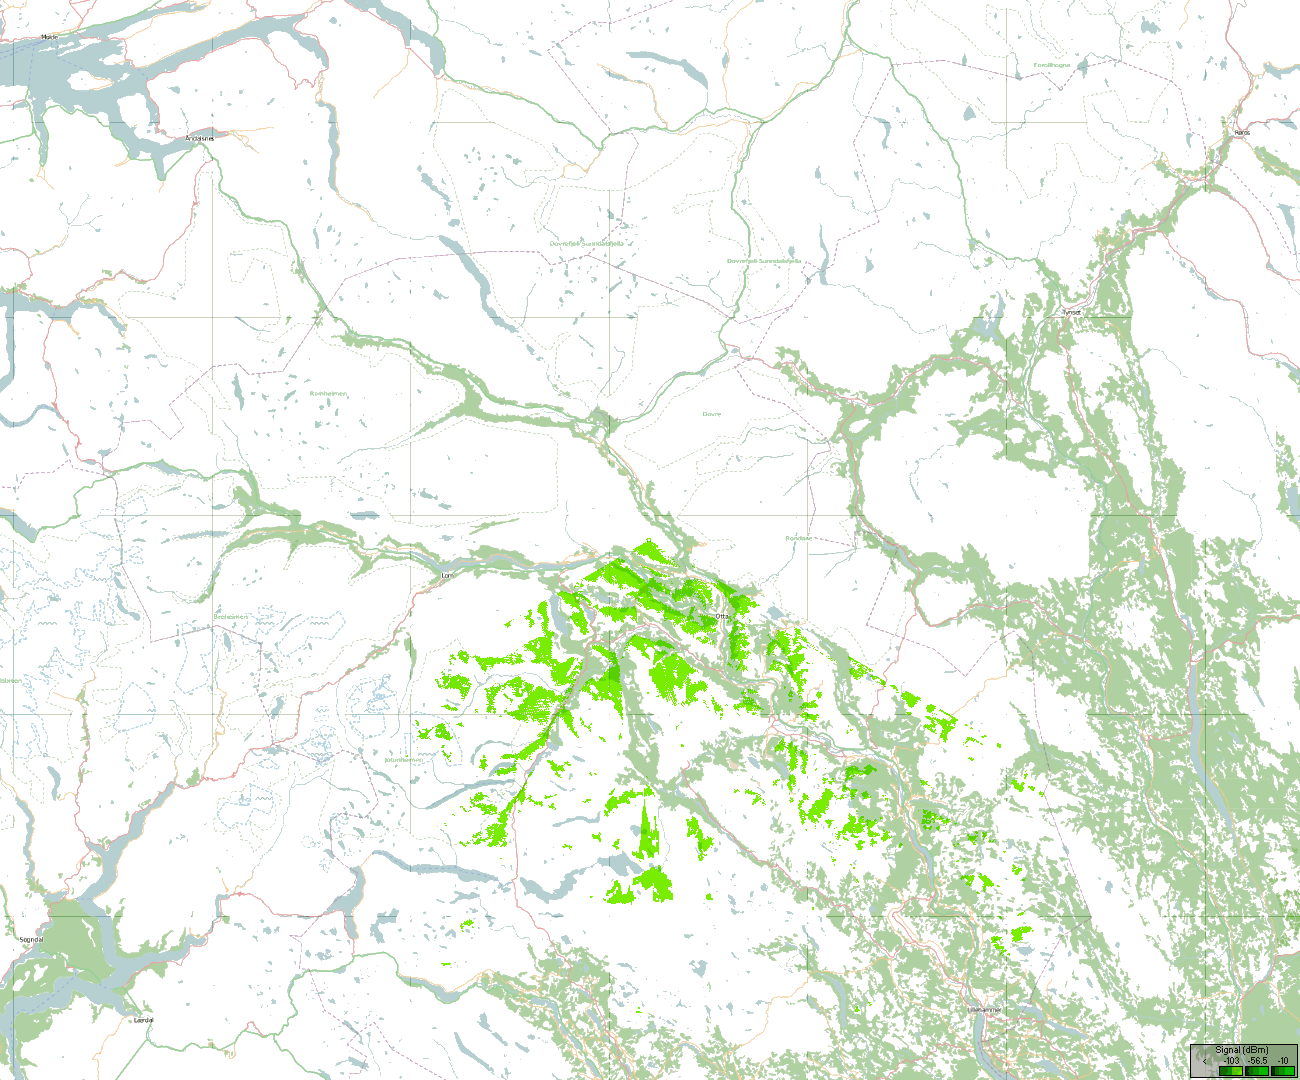 Molde
Forollhogna
Røros
Åndalsnes
Dovrefjell Sunndalsfjella
Dovrefjell Sunndalsfjella
Tynset
Reinheimen
Dovre
Rondane
Lom
Breheimen
Otta
Jotunheimen
Sogndal
Lærdal
Lillehammer
Signal (dBm)
< -103 -56.5 -10